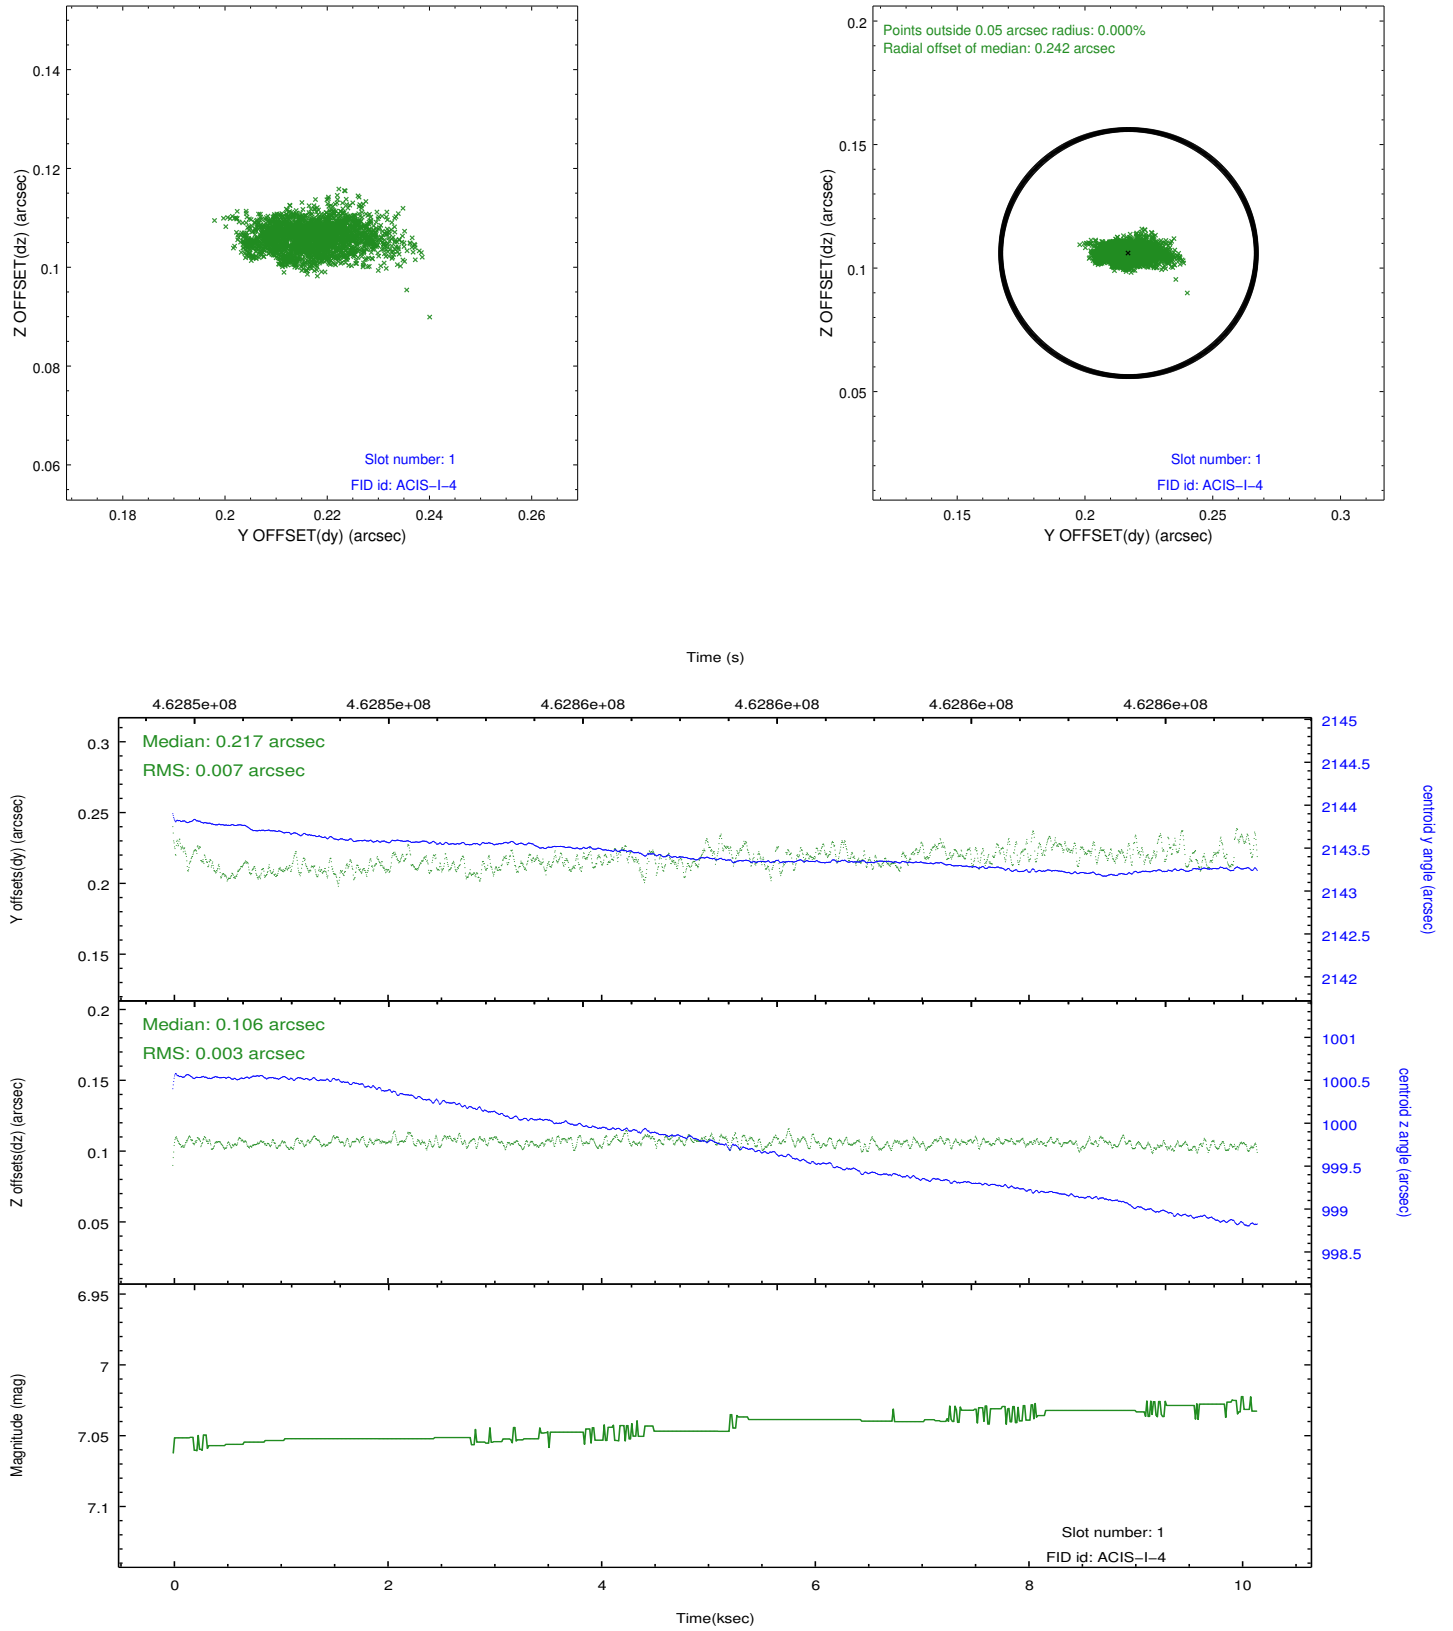 0.14
0.12
0.1
0.08
0.06
Z OFFSET(dz) (arcsec)
Slot number: 1
FID id: ACIS−I−4
0.18 0.2 0.22 0.24 0.26
Y OFFSET(dy) (arcsec)
Points outside 0.05 arcsec radius: 0.000%
Radial offset of median: 0.242 arcsec
0.2
0.15
0.1
0.05
Z OFFSET(dz) (arcsec)
Slot number: 1
FID id: ACIS−I−4
0.15 0.2 0.25 0.3
Y OFFSET(dy) (arcsec)
Time (s)
4.6285e+08 4.6285e+08 4.6286e+08 4.6286e+08 4.6286e+08 4.6286e+08
Median: 0.217 arcsec
RMS: 0.007 arcsec
0.3
0.25
0.2
0.15
Y offsets(dy) (arcsec)
2145
2144.5
2144
2143.5
2143
2142.5
2142
centroid y angle (arcsec)
Median: 0.106 arcsec
RMS: 0.003 arcsec
0.2
0.15
0.1
0.05
Z offsets(dz) (arcsec)
1001
1000.5
1000
999.5
999
998.5
centroid z angle (arcsec)
6.95
7
7.05
7.1
Magnitude (mag)
Slot number: 1
FID id: ACIS−I−4
0 2 4 6 8 10
Time(ksec)